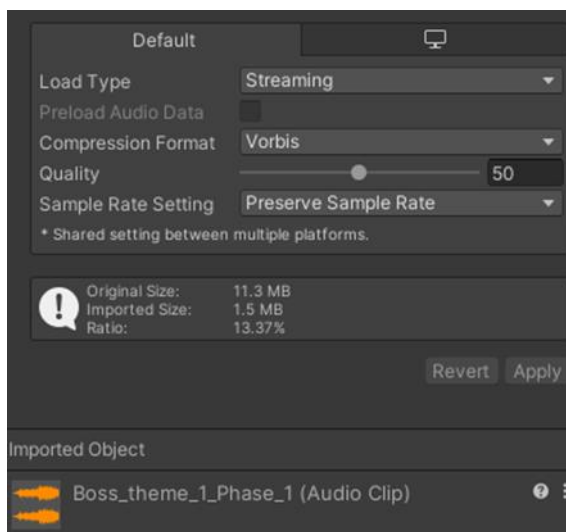 Default
Load Type Streaming
Preload Audio Data
Compression Format Vorbis
Quality 50
Sample Rate Setting Preserve Sample Rate
* Shared setting between multiple platforms.
Original Size: 11.3 MB
Imported Size: 1.5 MB
Ratio: 13.37%
Revert Apply
Imported Object
Boss_theme_1_Phase_1 (Audio Clip)